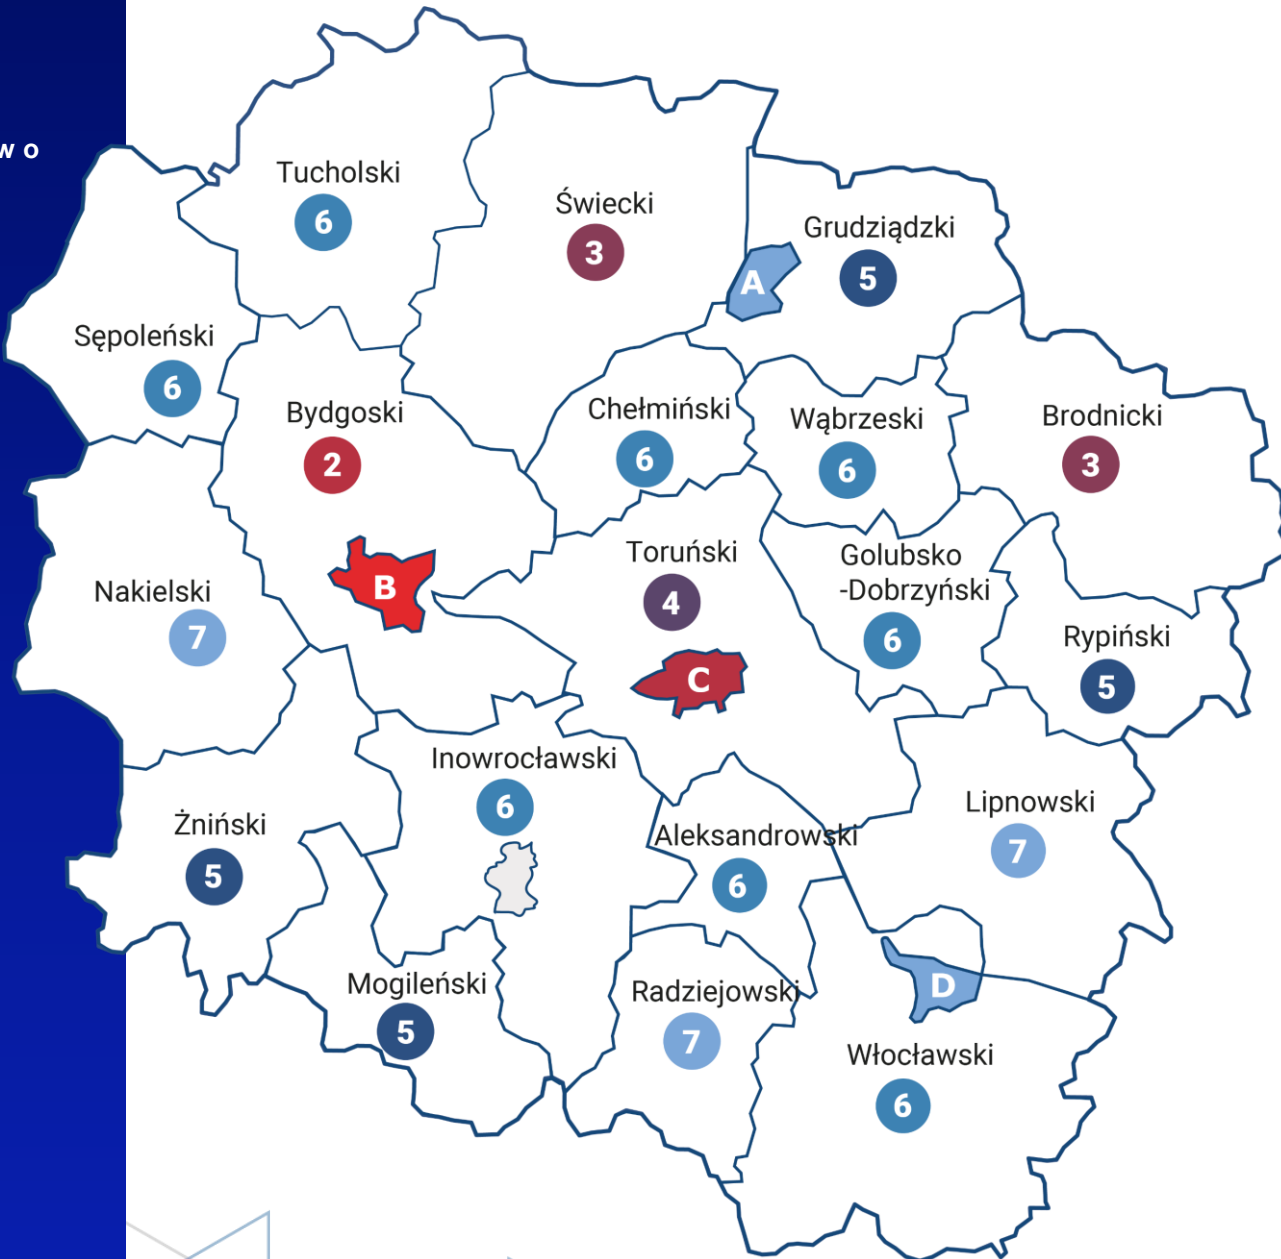 wo
Tucholski
6
Świecki
3
Grudziądzki
5
A
Sępoleński
6
Bydgoski
2
Chełmiński
6
Wąbrzeski
6
Brodnicki
3
B
Nakielski
7
Toruński
4
Golubsko
-Dobrzyński
6
Rypiński
5
C
Inowrocławski
6
Żniński
5
Aleksandrowski
6
Lipnowski
7
Mogileński
5
Radziejowski
7
D
Włocławski
6